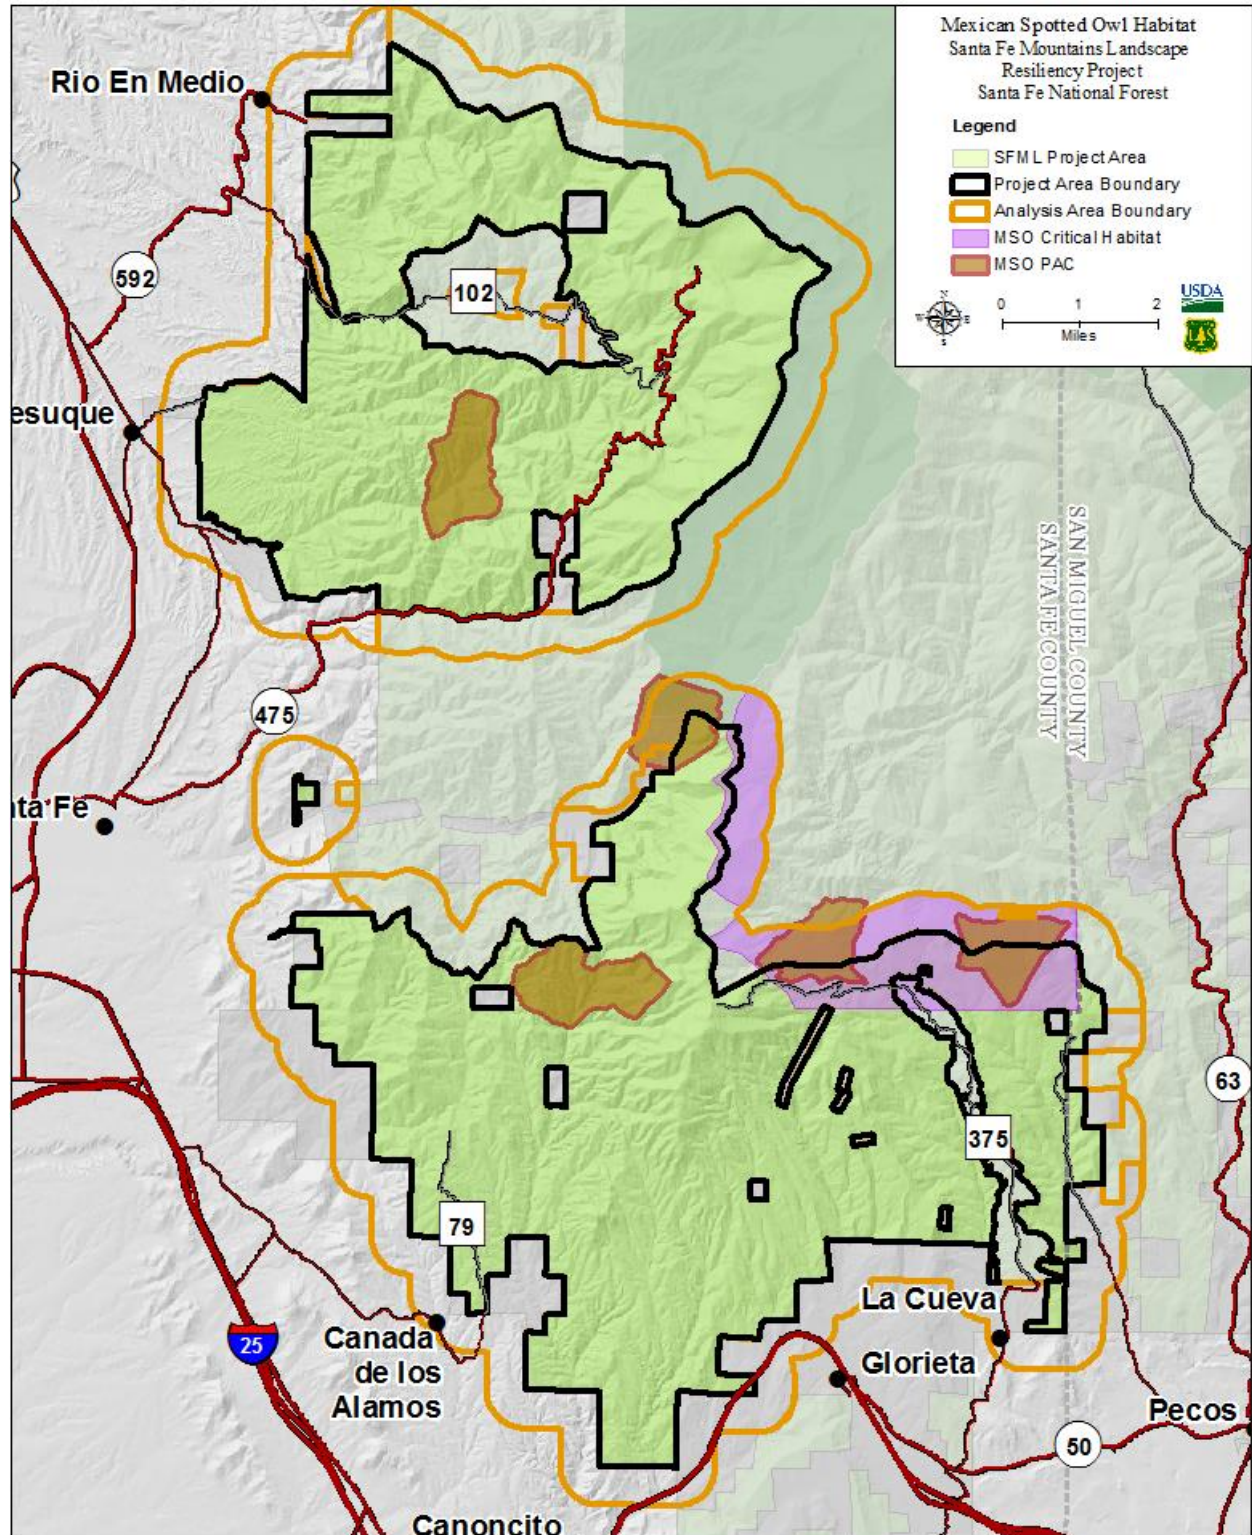 Mexican Spotted Owl Habitat
Santa Fe Mountains Landscape
Resiliency Project
Santa Fe National Forest
Legend
SFML Project Area
Project Area Boundary
Analysis Area Boundary
MSO Critical Habitat
MSO PAC
N
W E
S
0 1 2
Miles
USDA
Rio En Medio
592
102
esuque
SAN MIGUEL COUNTY
SANTA FE COUNTY
475
nta Fe
63
375
79
La Cueva
25
Canada
de los
Alamos
Glorieta
Pecos
50
Canoncito